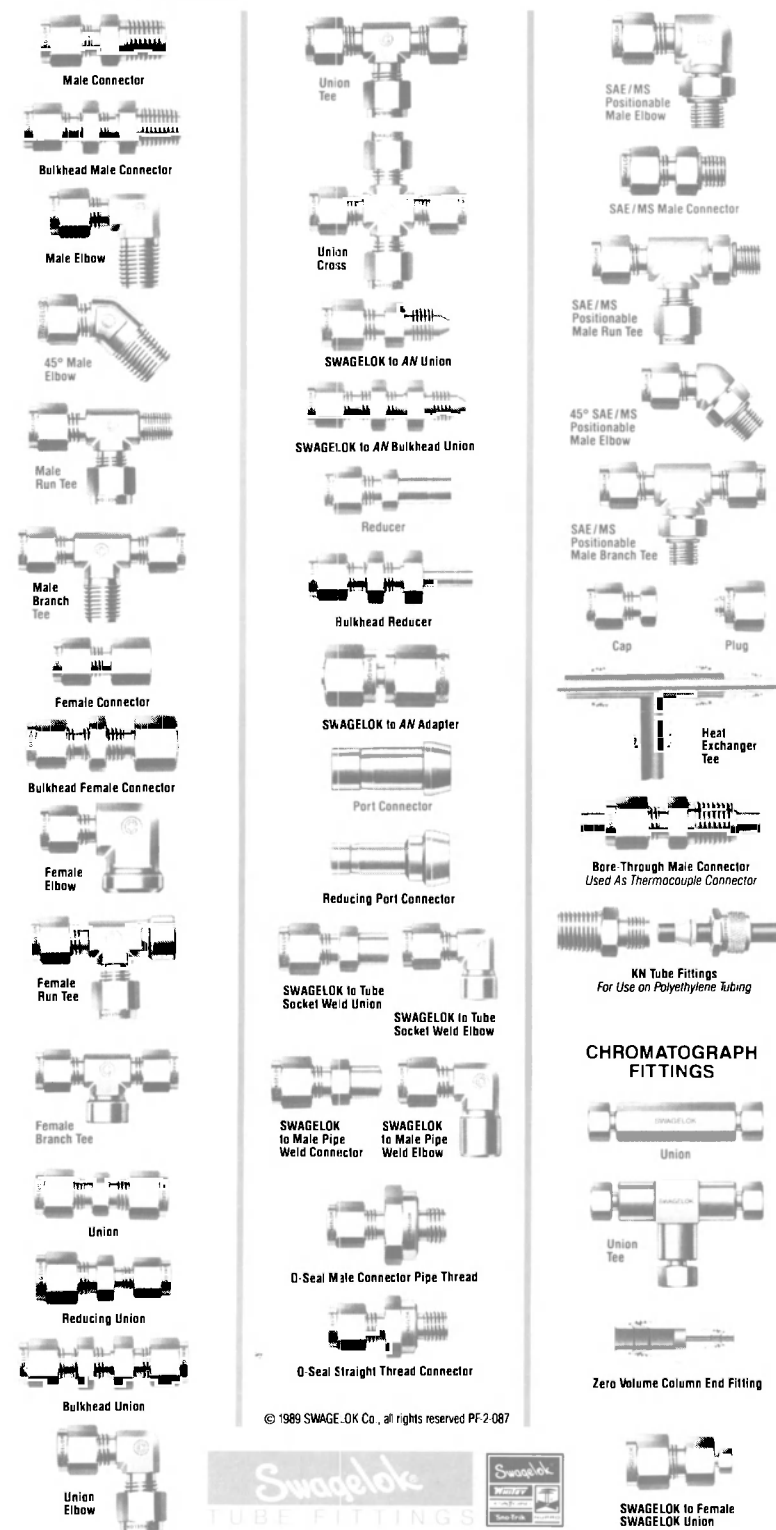 Male Connector
Bulkhead Male Connector
Male Elbow
45° Male
Elbow
Male
Run Tee
Male
Branch
Tee
Female Connector
Bulkhead Female Connector
Female
Elbow
Female
Run Tee
Female
Branch Tee
Union
Reducing Union
Bulkhead Union
Union
Elbow
Union
Tee
Union
Cross
SWAGELOK to AN Union
SWAGELOK to AN Bulkhead Union
Reducer
Bulkhead Reducer
SWAGELOK to AN Adapter
Port Connector
Reducing Port Connector
SWAGELOK to Tube
Socket Weld Union
SWAGELOK to Tube
Socket Weld Elbow
SWAGELOK
to Male Pipe
Weld Connector
SWAGELOK
to Male Pipe
Weld Elbow
O-Seal Male Connector Pipe Thread
O-Seal Straight Thread Connector
© 1989 SWAGELOK Co., all rights reserved PF-2-087
Swagelok
TUBE FITTINGS
Swagelok
SAE/MS
Positionable
Male Elbow
SAE/MS Male Connector
SAE/MS
Positionable
Male Run Tee
45° SAE/MS
Positionable
Male Elbow
SAE/MS
Positionable
Male Branch Tee
Cap
Plug
Heat
Exchanger
Tee
Bore-Through Male Connector
Used As Thermocouple Connector
KN Tube Fittings
For Use on Polyethylene Tubing
CHROMATOGRAPH
FITTINGS
SWAGELOK
Union
SWAGELOK
Union
Tee
Zero Volume Column End Fitting
SWAGELOK to Female
SWAGELOK Union